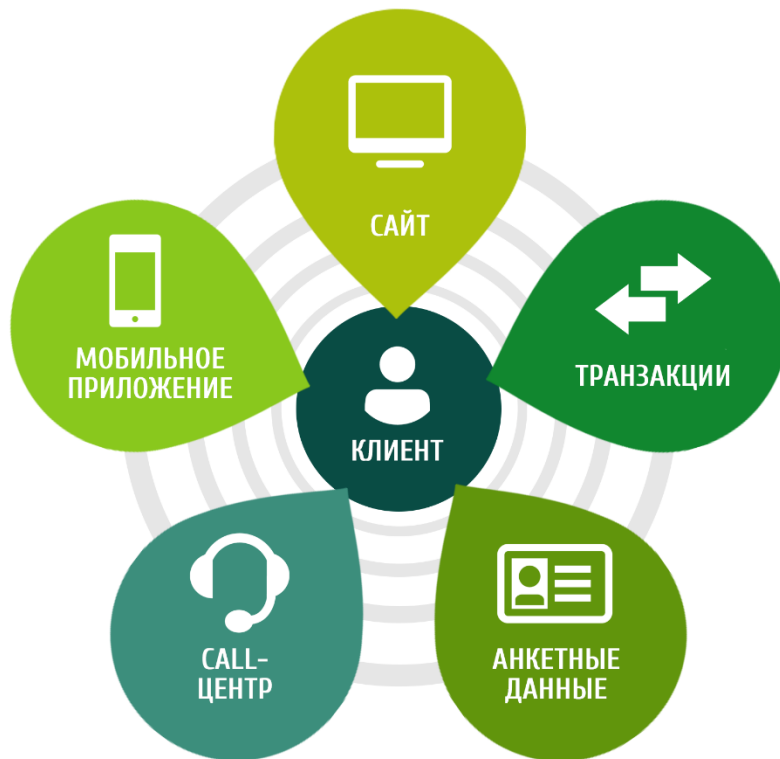 САЙТ
МОБИЛЬНОЕ
ПРИЛОЖЕНИЕ
ТРАНЗАКЦИИ
КЛИЕНТ
CALL-
ЦЕНТР
АНКЕТНЫЕ
ДАННЫЕ